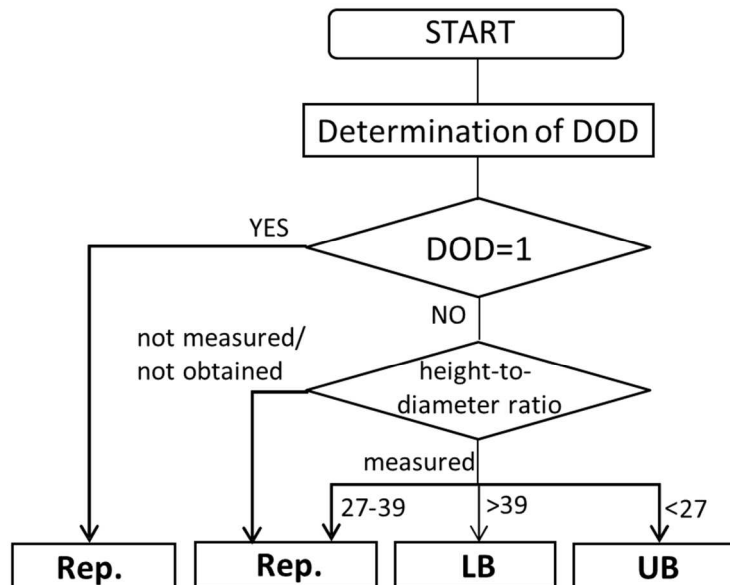 START
Determination of DOD
YES
DOD=1
NO
not measured/
not obtained
height-to-
diameter ratio
measured
27-39
>39
<27
Rep.
Rep.
LB
UB